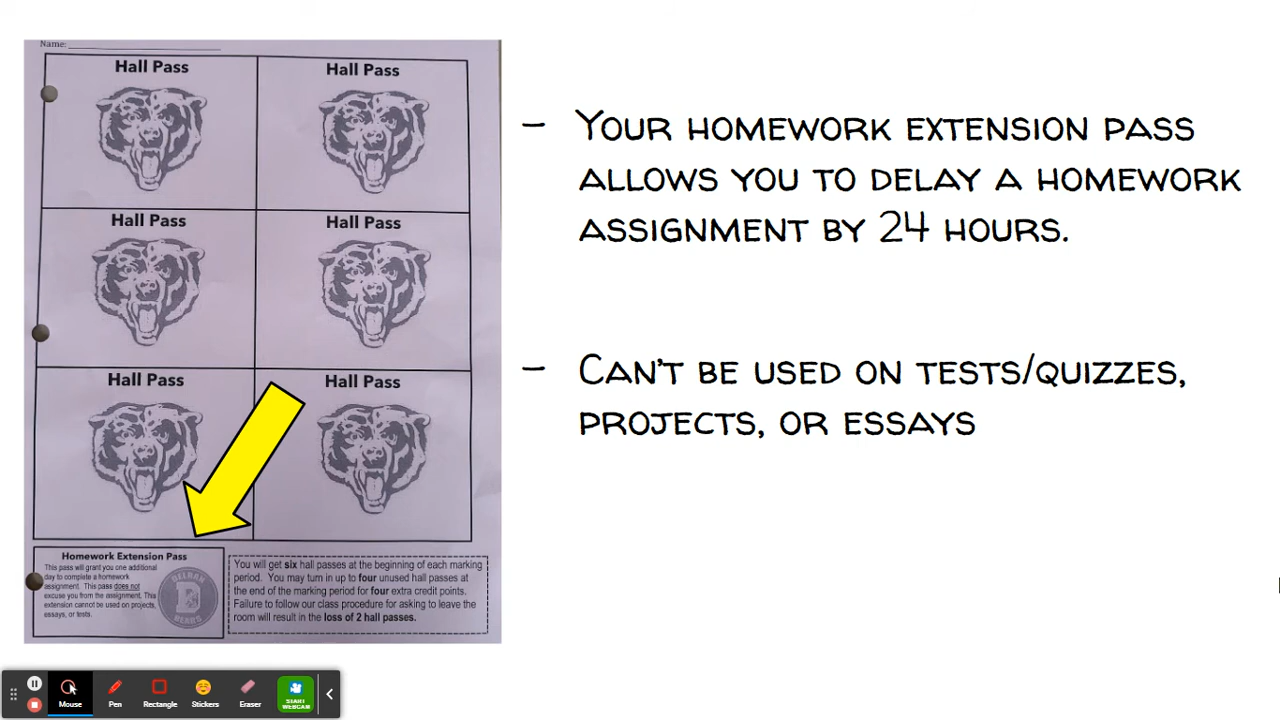 Name:
Hall Pass
Hall Pass
Hall Pass
Hall Pass
Hall Pass
Hall Pass
Homework Extension Pass
This pass will grant you one additional
day to complete a homework
assignment. This pass does not
excuse you from the assignment. This
extension cannot be used on projects,
essays, or tests.
DELRAN
BEARS
You will get six hall passes at the beginning of each marking
period. You may turn in up to four unused hall passes at
the end of the marking period for four extra credit points.
Failure to follow our class procedure for asking to leave the
room will result in the loss of 2 hall passes.
- YOUR HOMEWORK EXTENSION PASS
ALLOWS YOU TO DELAY A HOMEWORK
ASSIGNMENT BY 24 HOURS.
- CAN'T BE USED ON TESTS/QUIZZES,
PROJECTS, OR ESSAYS
Mouse
Pen
Rectangle
Stickers
Eraser
START
WEBCAM